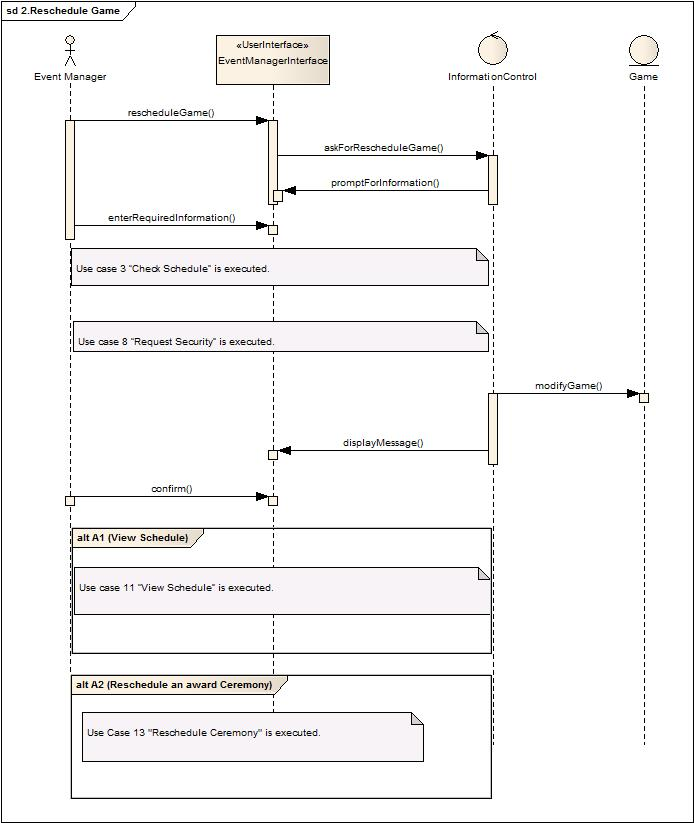 sd 2.Reschedule Game
«UserInterface»
EventManagerInterface
Event Manager
InformationControl
Game
rescheduleGame()
askForRescheduleGame()
promptForInformation()
enterRequiredInformation()
Use case 3 "Check Schedule" is executed.
Use case 8 "Request Security" is executed.
modifyGame()
displayMessage()
confirm()
alt A1 (View Schedule)
Use case 11 "View Schedule" is executed.
alt A2 (Reschedule an award Ceremony)
Use Case 13 "Reschedule Ceremony" is executed.